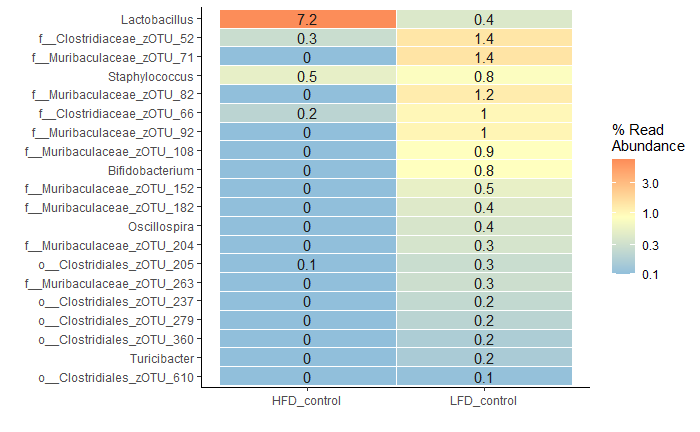 Lactobacillus 7.2 0.4
f__Clostridiaceae_zOTU_52 0.3 1.4
f__Muribaculaceae_zOTU_71 0 1.4
Staphylococcus 0.5 0.8
f__Muribaculaceae_zOTU_82 0 1.2
f__Clostridiaceae_zOTU_66 0.2 1
f__Muribaculaceae_zOTU_92 0 1
f__Muribaculaceae_zOTU_108 0 0.9
Bifidobacterium 0 0.8
f__Muribaculaceae_zOTU_152 0 0.5
f__Muribaculaceae_zOTU_182 0 0.4
Oscillospira 0 0.4
f__Muribaculaceae_zOTU_204 0 0.3
o__Clostridiales_zOTU_205 0.1 0.3
f__Muribaculaceae_zOTU_263 0 0.3
o__Clostridiales_zOTU_237 0 0.2
o__Clostridiales_zOTU_279 0 0.2
o__Clostridiales_zOTU_360 0 0.2
Turicibacter 0 0.2
o__Clostridiales_zOTU_610 0 0.1
HFD_control LFD_control
% Read
Abundance
3.0
1.0
0.3
0.1